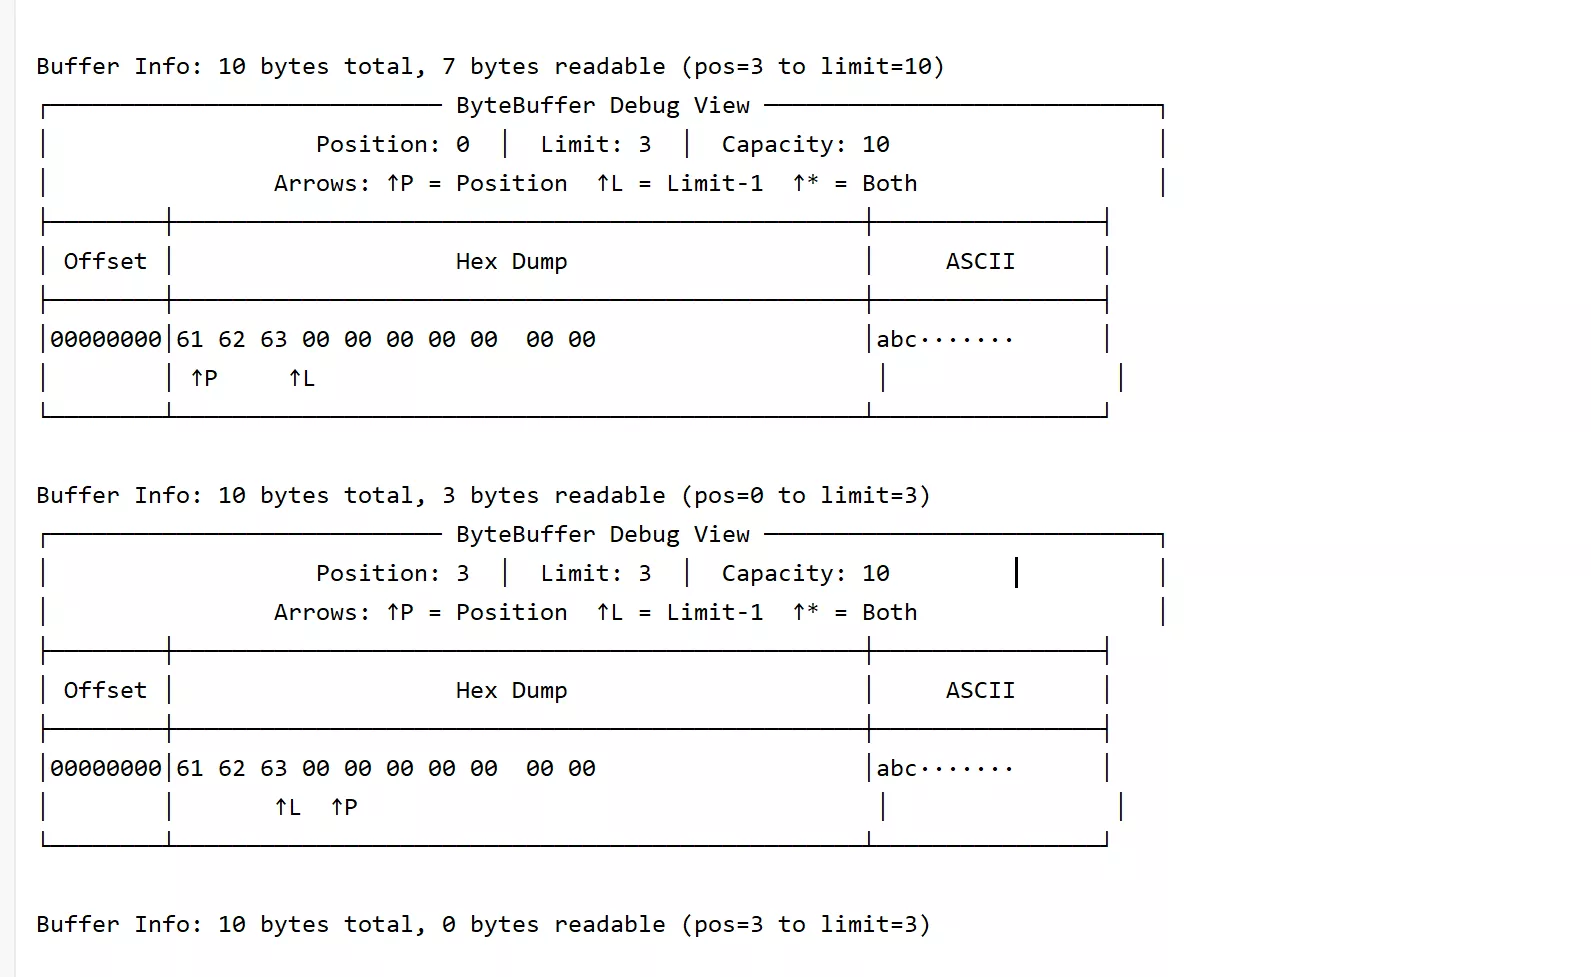 Buffer Info: 10 bytes total, 7 bytes readable (pos=3 to limit=10)
┌──────────────────────────── ByteBuffer Debug View ────────────────────────────┐
│                   Position: 0  │  Limit: 3  │  Capacity: 10                   │
│                Arrows: ↑P = Position  ↑L = Limit-1  ↑* = Both                 │
├────────┼──────────────────────────────────────────────────┼────────────────┤
│ Offset │                    Hex Dump                      │     ASCII      │
├────────┼──────────────────────────────────────────────────┼────────────────┤
│00000000│61 62 63 00 00 00 00 00  00 00                    │abc·······      │
│        │ ↑P     ↑L                                         │                │
└────────┴──────────────────────────────────────────────────┴────────────────┘
Buffer Info: 10 bytes total, 3 bytes readable (pos=0 to limit=3)
┌──────────────────────────── ByteBuffer Debug View ────────────────────────────┐
│                   Position: 3  │  Limit: 3  │  Capacity: 10                   │
│                Arrows: ↑P = Position  ↑L = Limit-1  ↑* = Both                 │
├────────┼──────────────────────────────────────────────────┼────────────────┤
│ Offset │                    Hex Dump                      │     ASCII      │
├────────┼──────────────────────────────────────────────────┼────────────────┤
│00000000│61 62 63 00 00 00 00 00  00 00                    │abc·······      │
│        │       ↑L  ↑P                                      │                │
└────────┴──────────────────────────────────────────────────┴────────────────┘
Buffer Info: 10 bytes total, 0 bytes readable (pos=3 to limit=3)